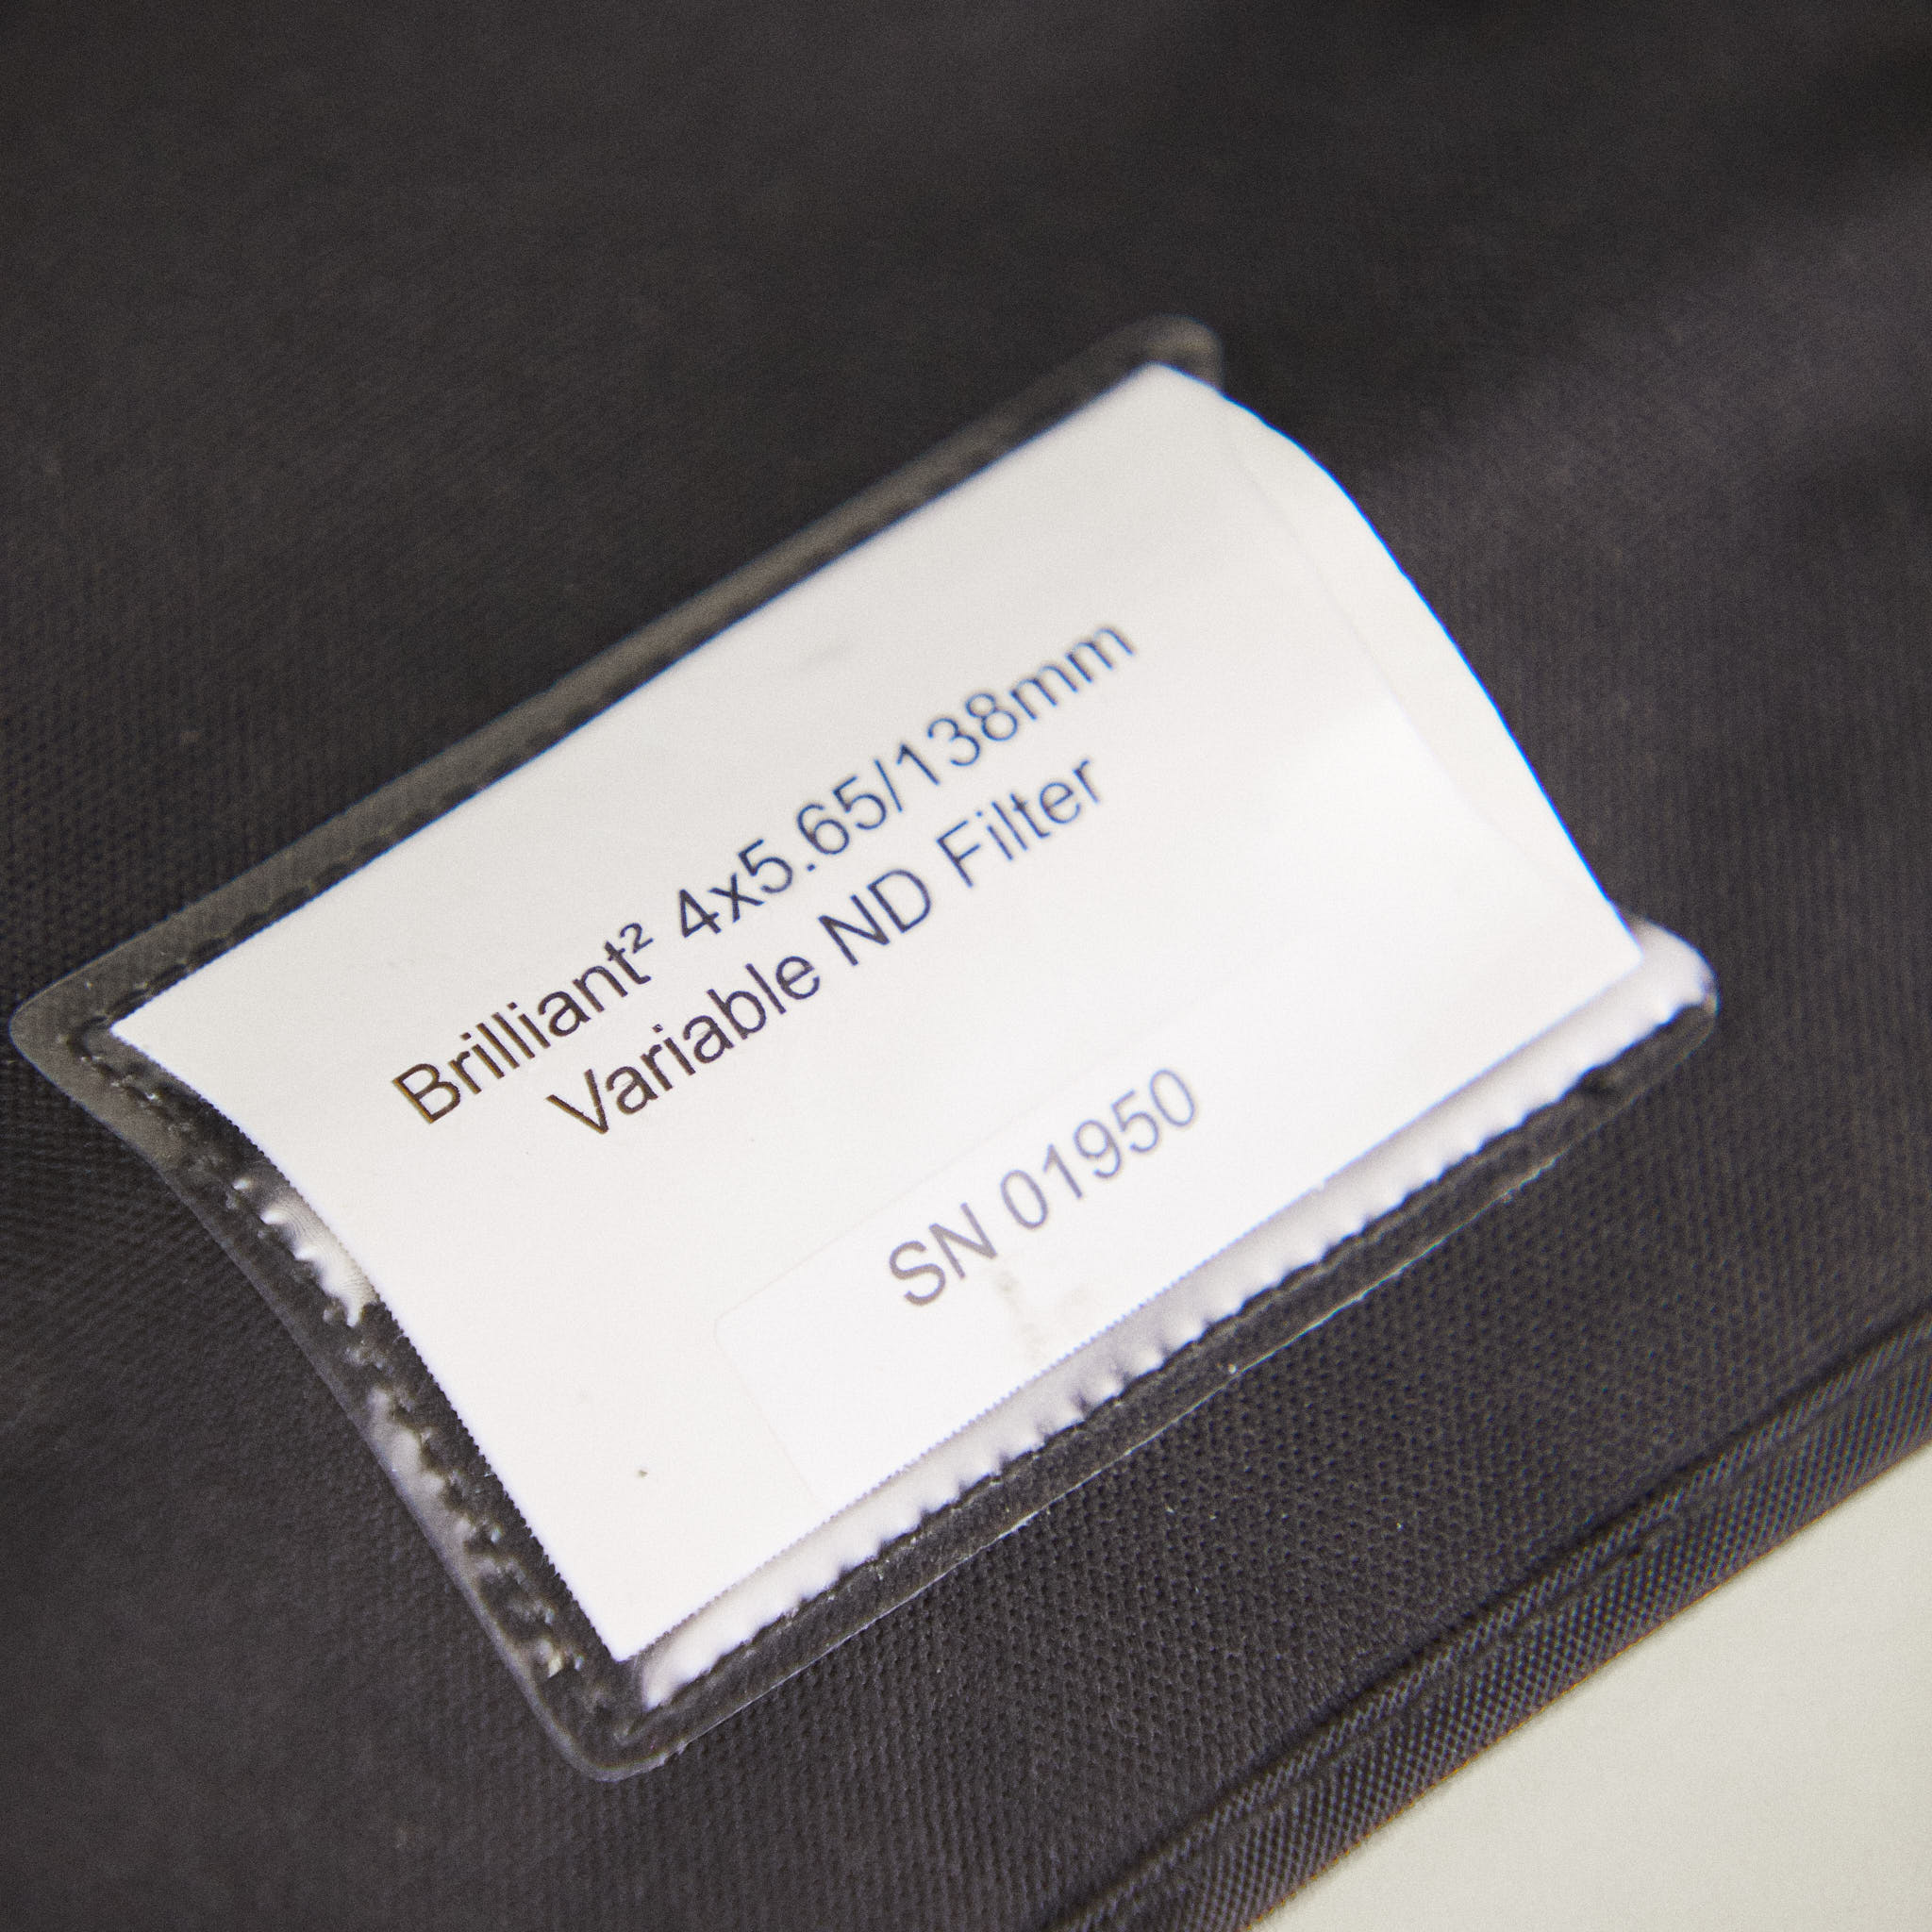 Brilliant² 4x5.65/138mm
Variable ND Filter
SN 01950